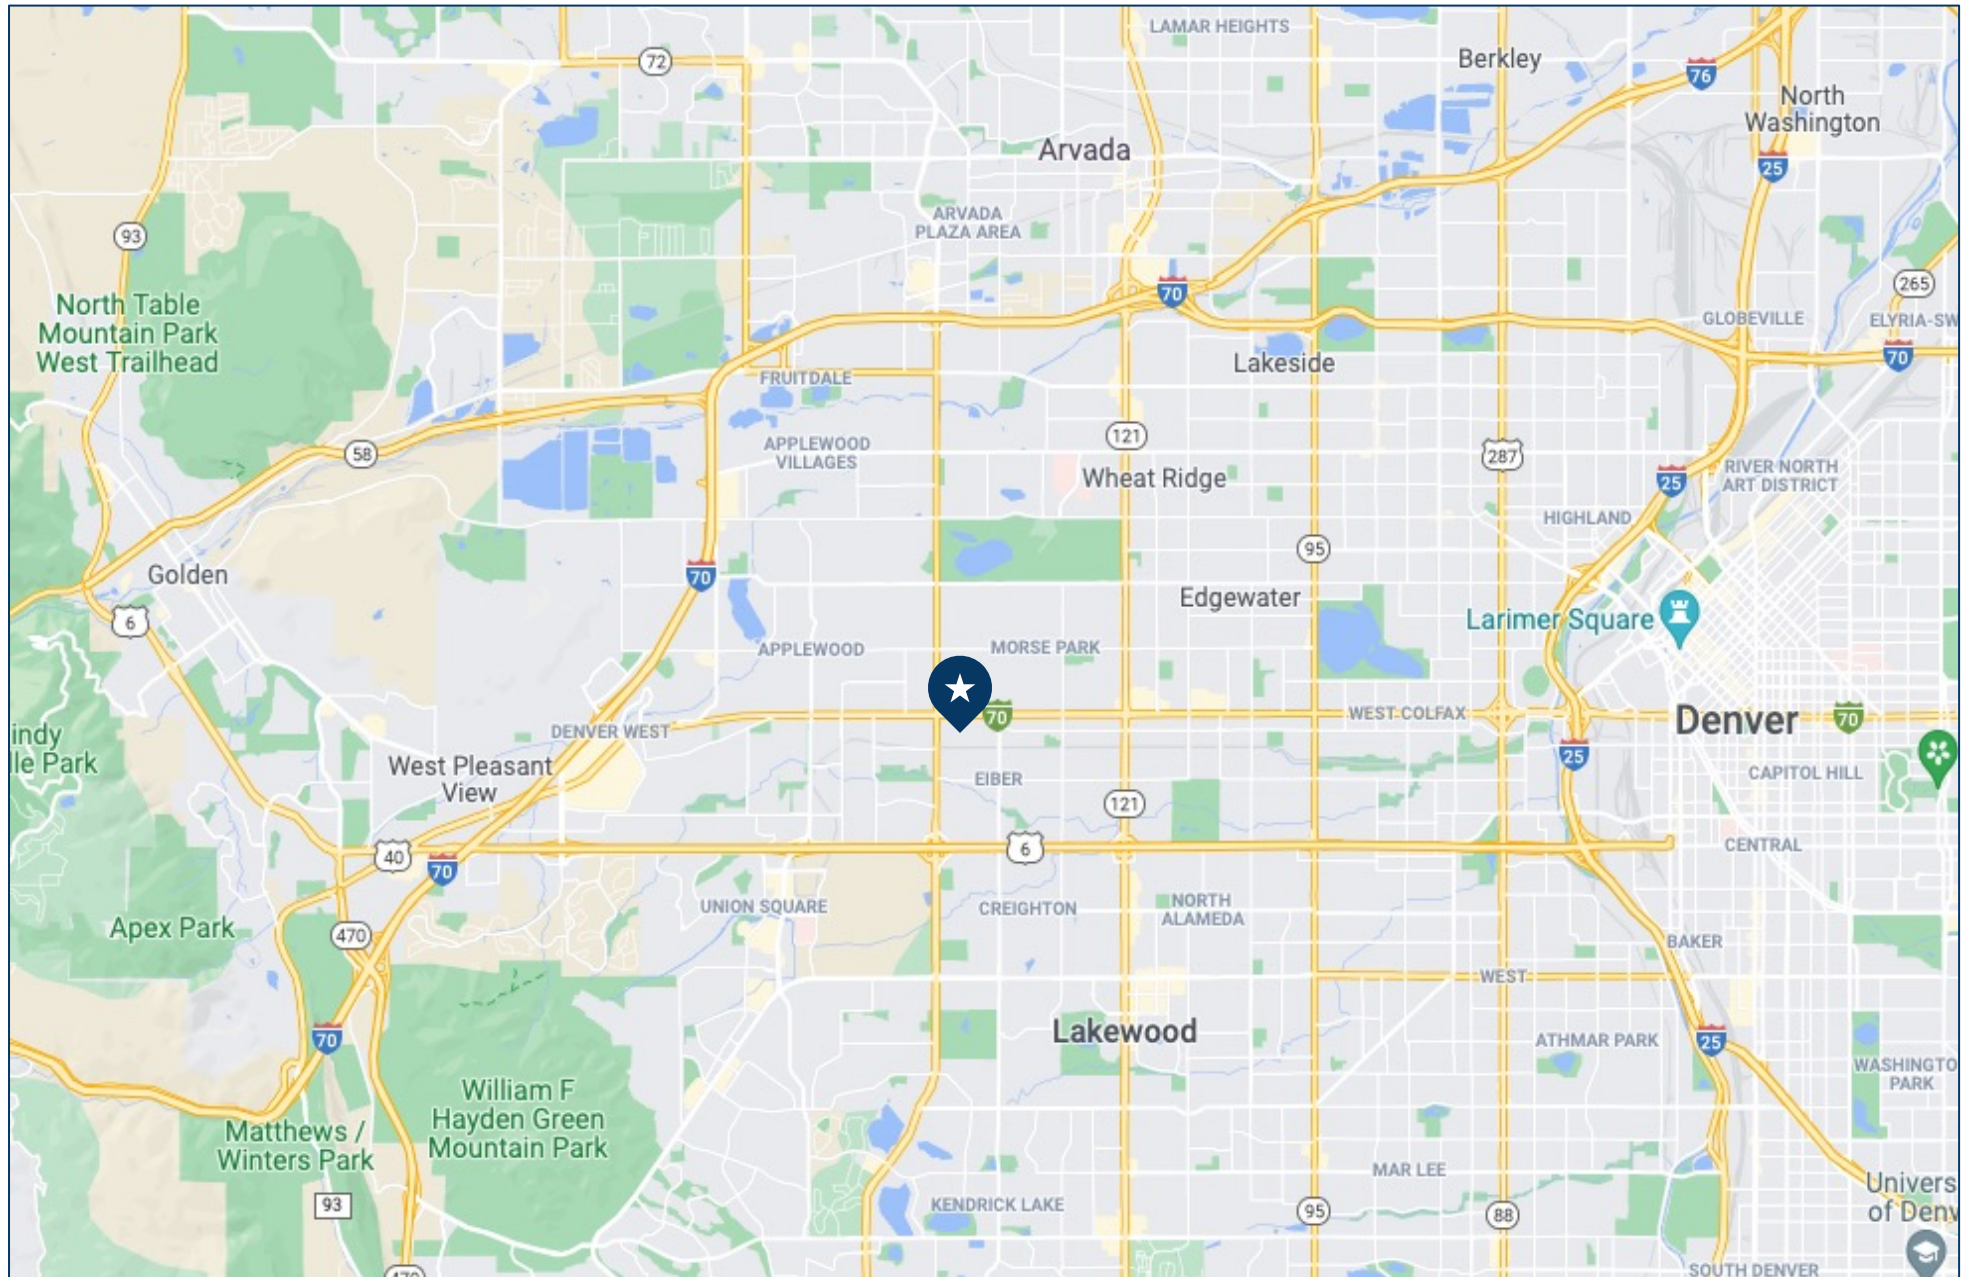 LAMAR HEIGHTS
Berkley
72
76
North
Washington
Arvada
25
93
ARVADA
PLAZA AREA
265
70
North Table
Mountain Park
West Trailhead
GLOBEVILLE
ELYRIA-SW
70
Lakeside
FRUITDALE
121
58
APPLEWOOD
VILLAGES
287
Wheat Ridge
25
RIVER NORTH
ART DISTRICT
HIGHLAND
95
Golden
70
Edgewater
6
Larimer Square
APPLEWOOD
MORSE PARK
70
WEST COLFAX
Denver
70
DENVER WEST
indy
lle Park
25
West Pleasant
View
EIBER
CAPITOL HILL
121
40
70
6
CENTRAL
UNION SQUARE
CREIGHTON
NORTH
ALAMEDA
Apex Park
470
BAKER
WEST
Lakewood
70
ATHMAR PARK
25
WASHINGTO
PARK
William F
Hayden Green
Mountain Park
Matthews /
Winters Park
MAR LEE
Univers
of Denv
93
KENDRICK LAKE
95
88
SOUTH DENVER
470